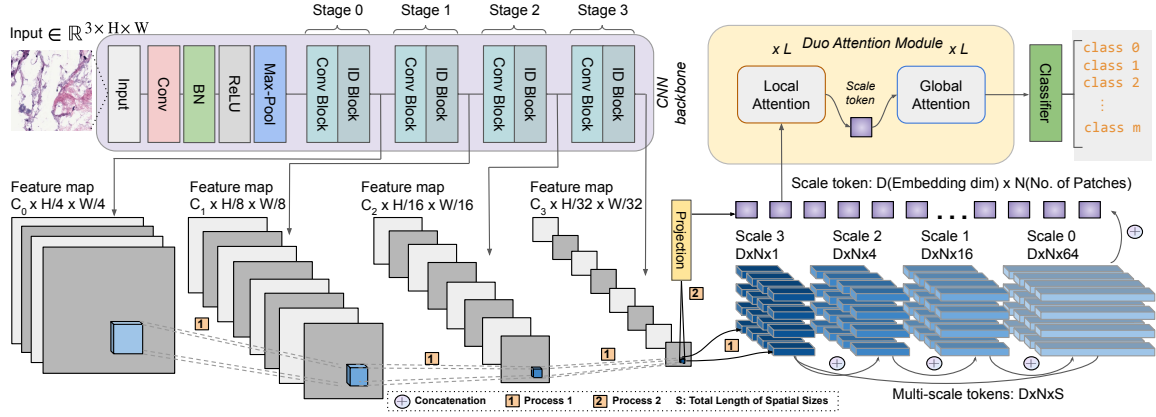 Input ∈ ℝ^3×H×W
Stage 0
Stage 1
Stage 2
Stage 3
Input
Conv
BN
ReLU
Max-Pool
Conv Block
ID Block
Conv Block
ID Block
Conv Block
ID Block
Conv Block
ID Block
CNN
backbone
x L
Duo Attention Module
x L
Local
Attention
Scale
token
Global
Attention
Classifier
class 0
class 1
class 2
⋮
class m
Feature map
C₀ x H/4 x W/4
Feature map
C₁ x H/8 x W/8
Feature map
C₂ x H/16 x W/16
Feature map
C₃ x H/32 x W/32
1
1
1
1
2
Projection
Scale token: D(Embedding dim) x N(No. of Patches)
...
Scale 3
DxNx1
Scale 2
DxNx4
Scale 1
DxNx16
Scale 0
DxNx64
Multi-scale tokens: DxNxS
Concatenation
1 Process 1
2 Process 2
S: Total Length of Spatial Sizes